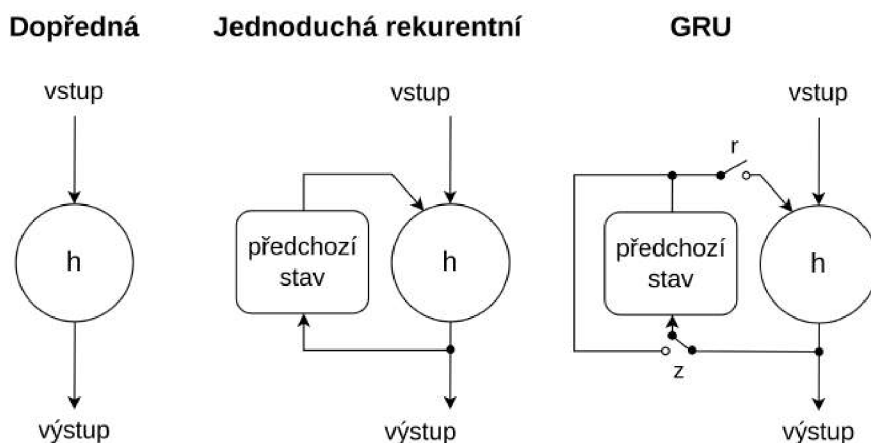 Dopředná
Jednoduchá rekurentní
GRU
vstup
vstup
vstup
r
h
předchozí
stav
h
předchozí
stav
h
z
výstup
výstup
výstup